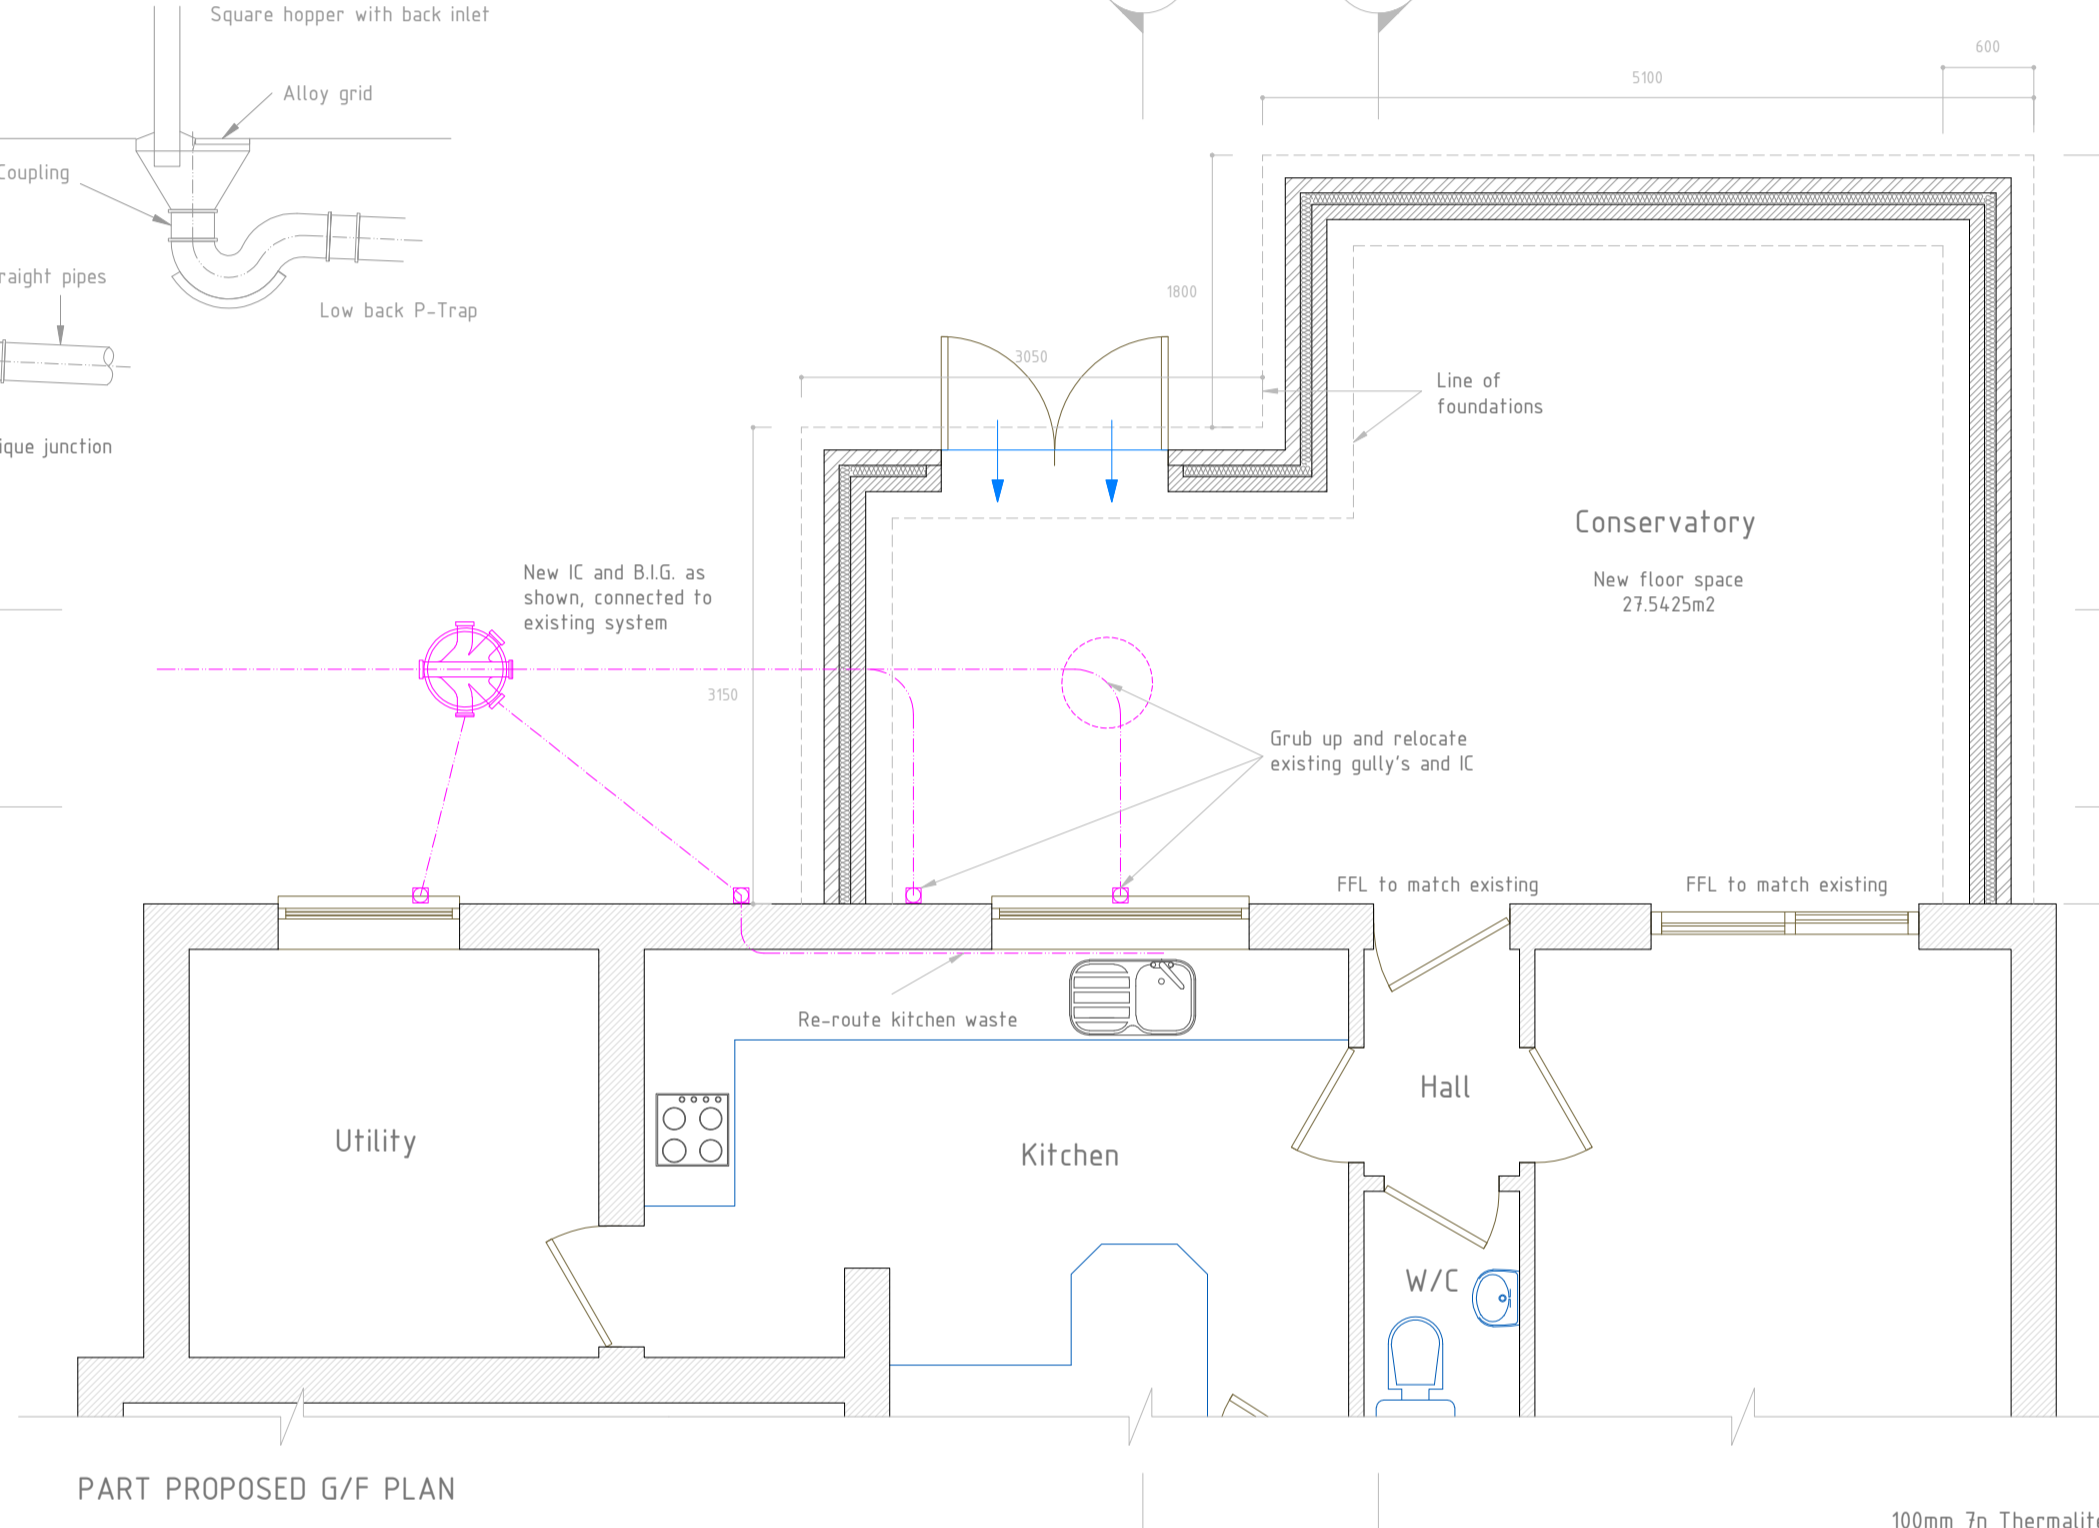 Square hopper with back inlet
Alloy grid
Coupling
raight pipes
Low back P-Trap
ique junction
600
5100
1800
3050
Line of
foundations
Conservatory
New floor space
27.5425m2
New IC and B.I.G. as
shown, connected to
existing system
3150
Grub up and relocate
existing gully's and IC
FFL to match existing
FFL to match existing
Re-route kitchen waste
Utility
Kitchen
Hall
W/C
PART PROPOSED G/F PLAN
100mm 7n Thermalite